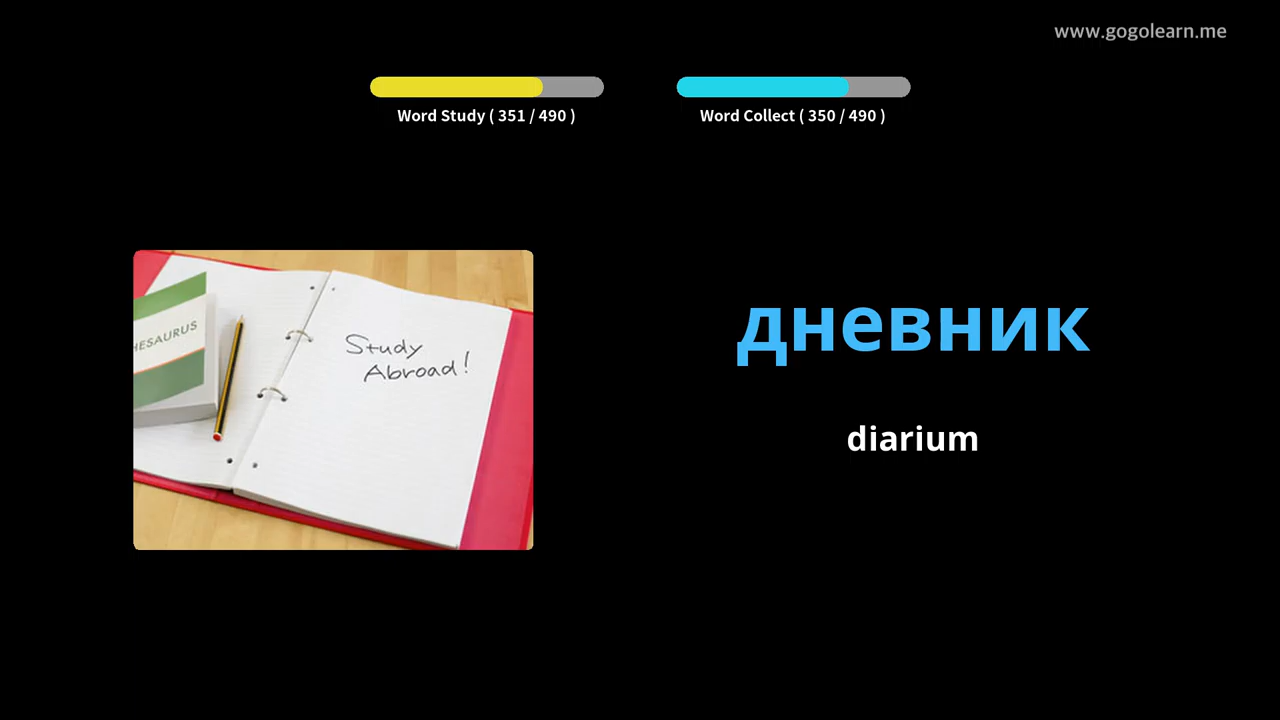 www.gogolearn.me
Word Study ( 351 / 490 )
Word Collect ( 350 / 490 )
HESAURUS
Study
Abroad!
дневник
diarium